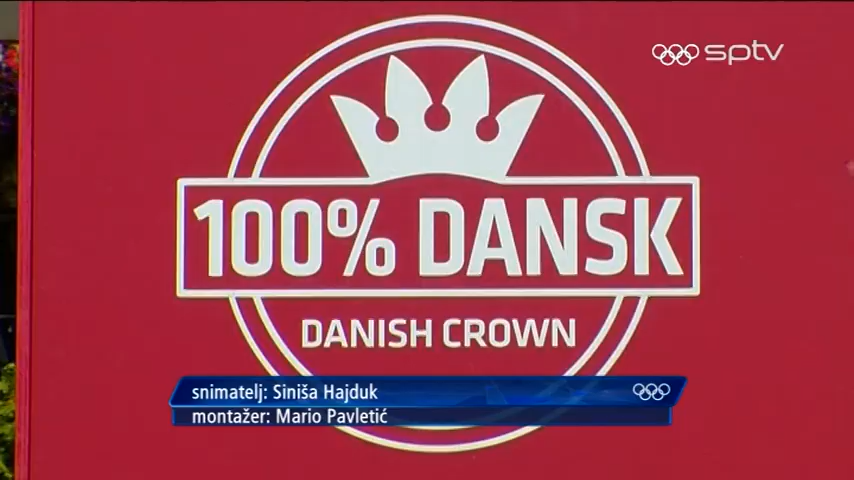 sptv
100% DANSK
DANISH CROWN
snimatelj: Siniša Hajduk
montažer: Mario Pavletić